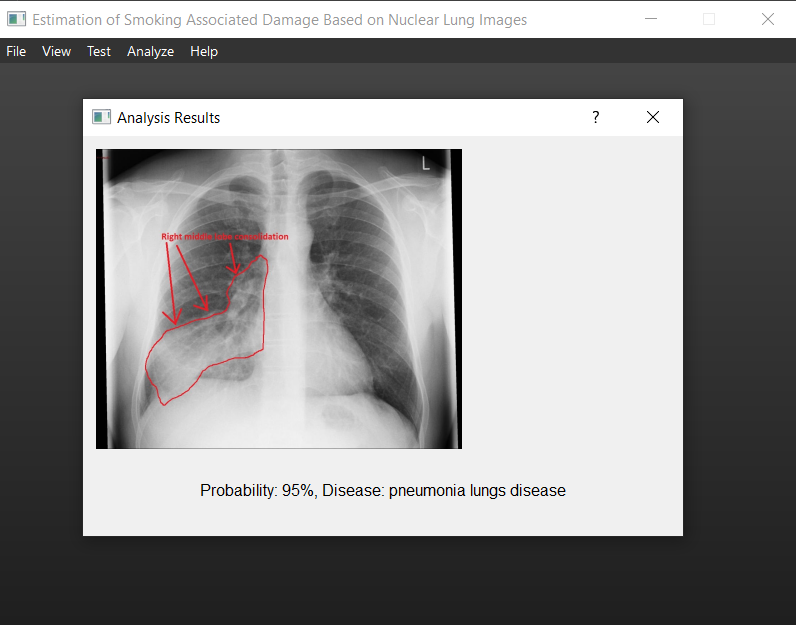 Estimation of Smoking Associated Damage Based on Nuclear Lung Images
File View Test Analyze Help
Analysis Results
?
L
Right middle consolidation
Probability: 95%, Disease: pneumonia lungs disease